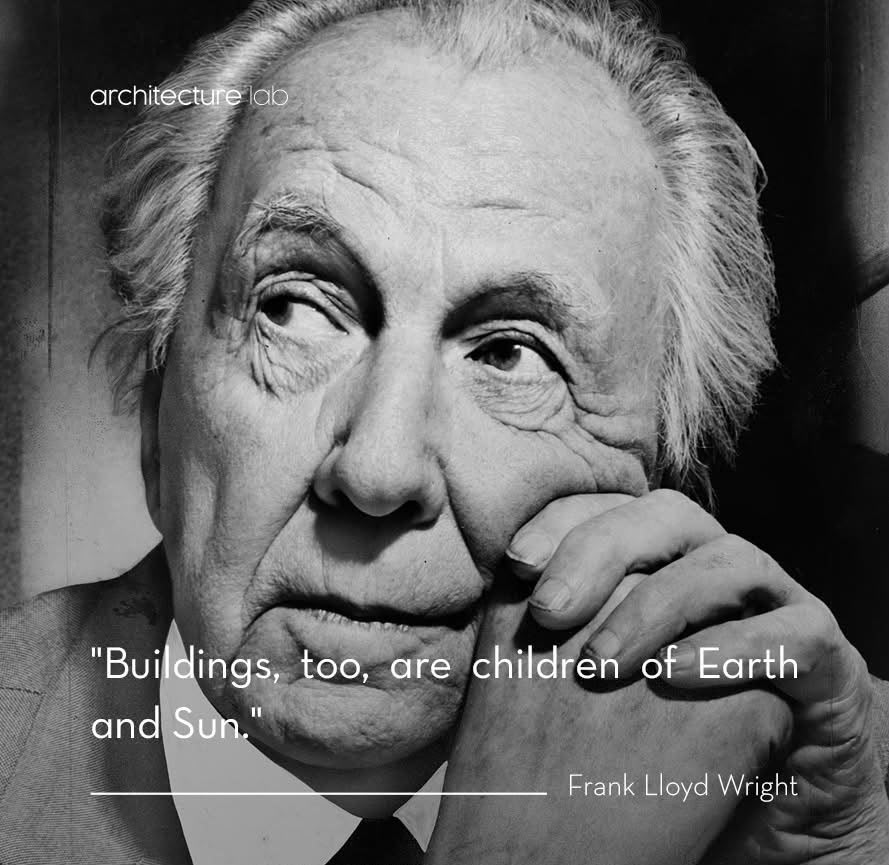 architecture lab
"Buildings, too, are children of Earth
and Sun."
Frank Lloyd Wright